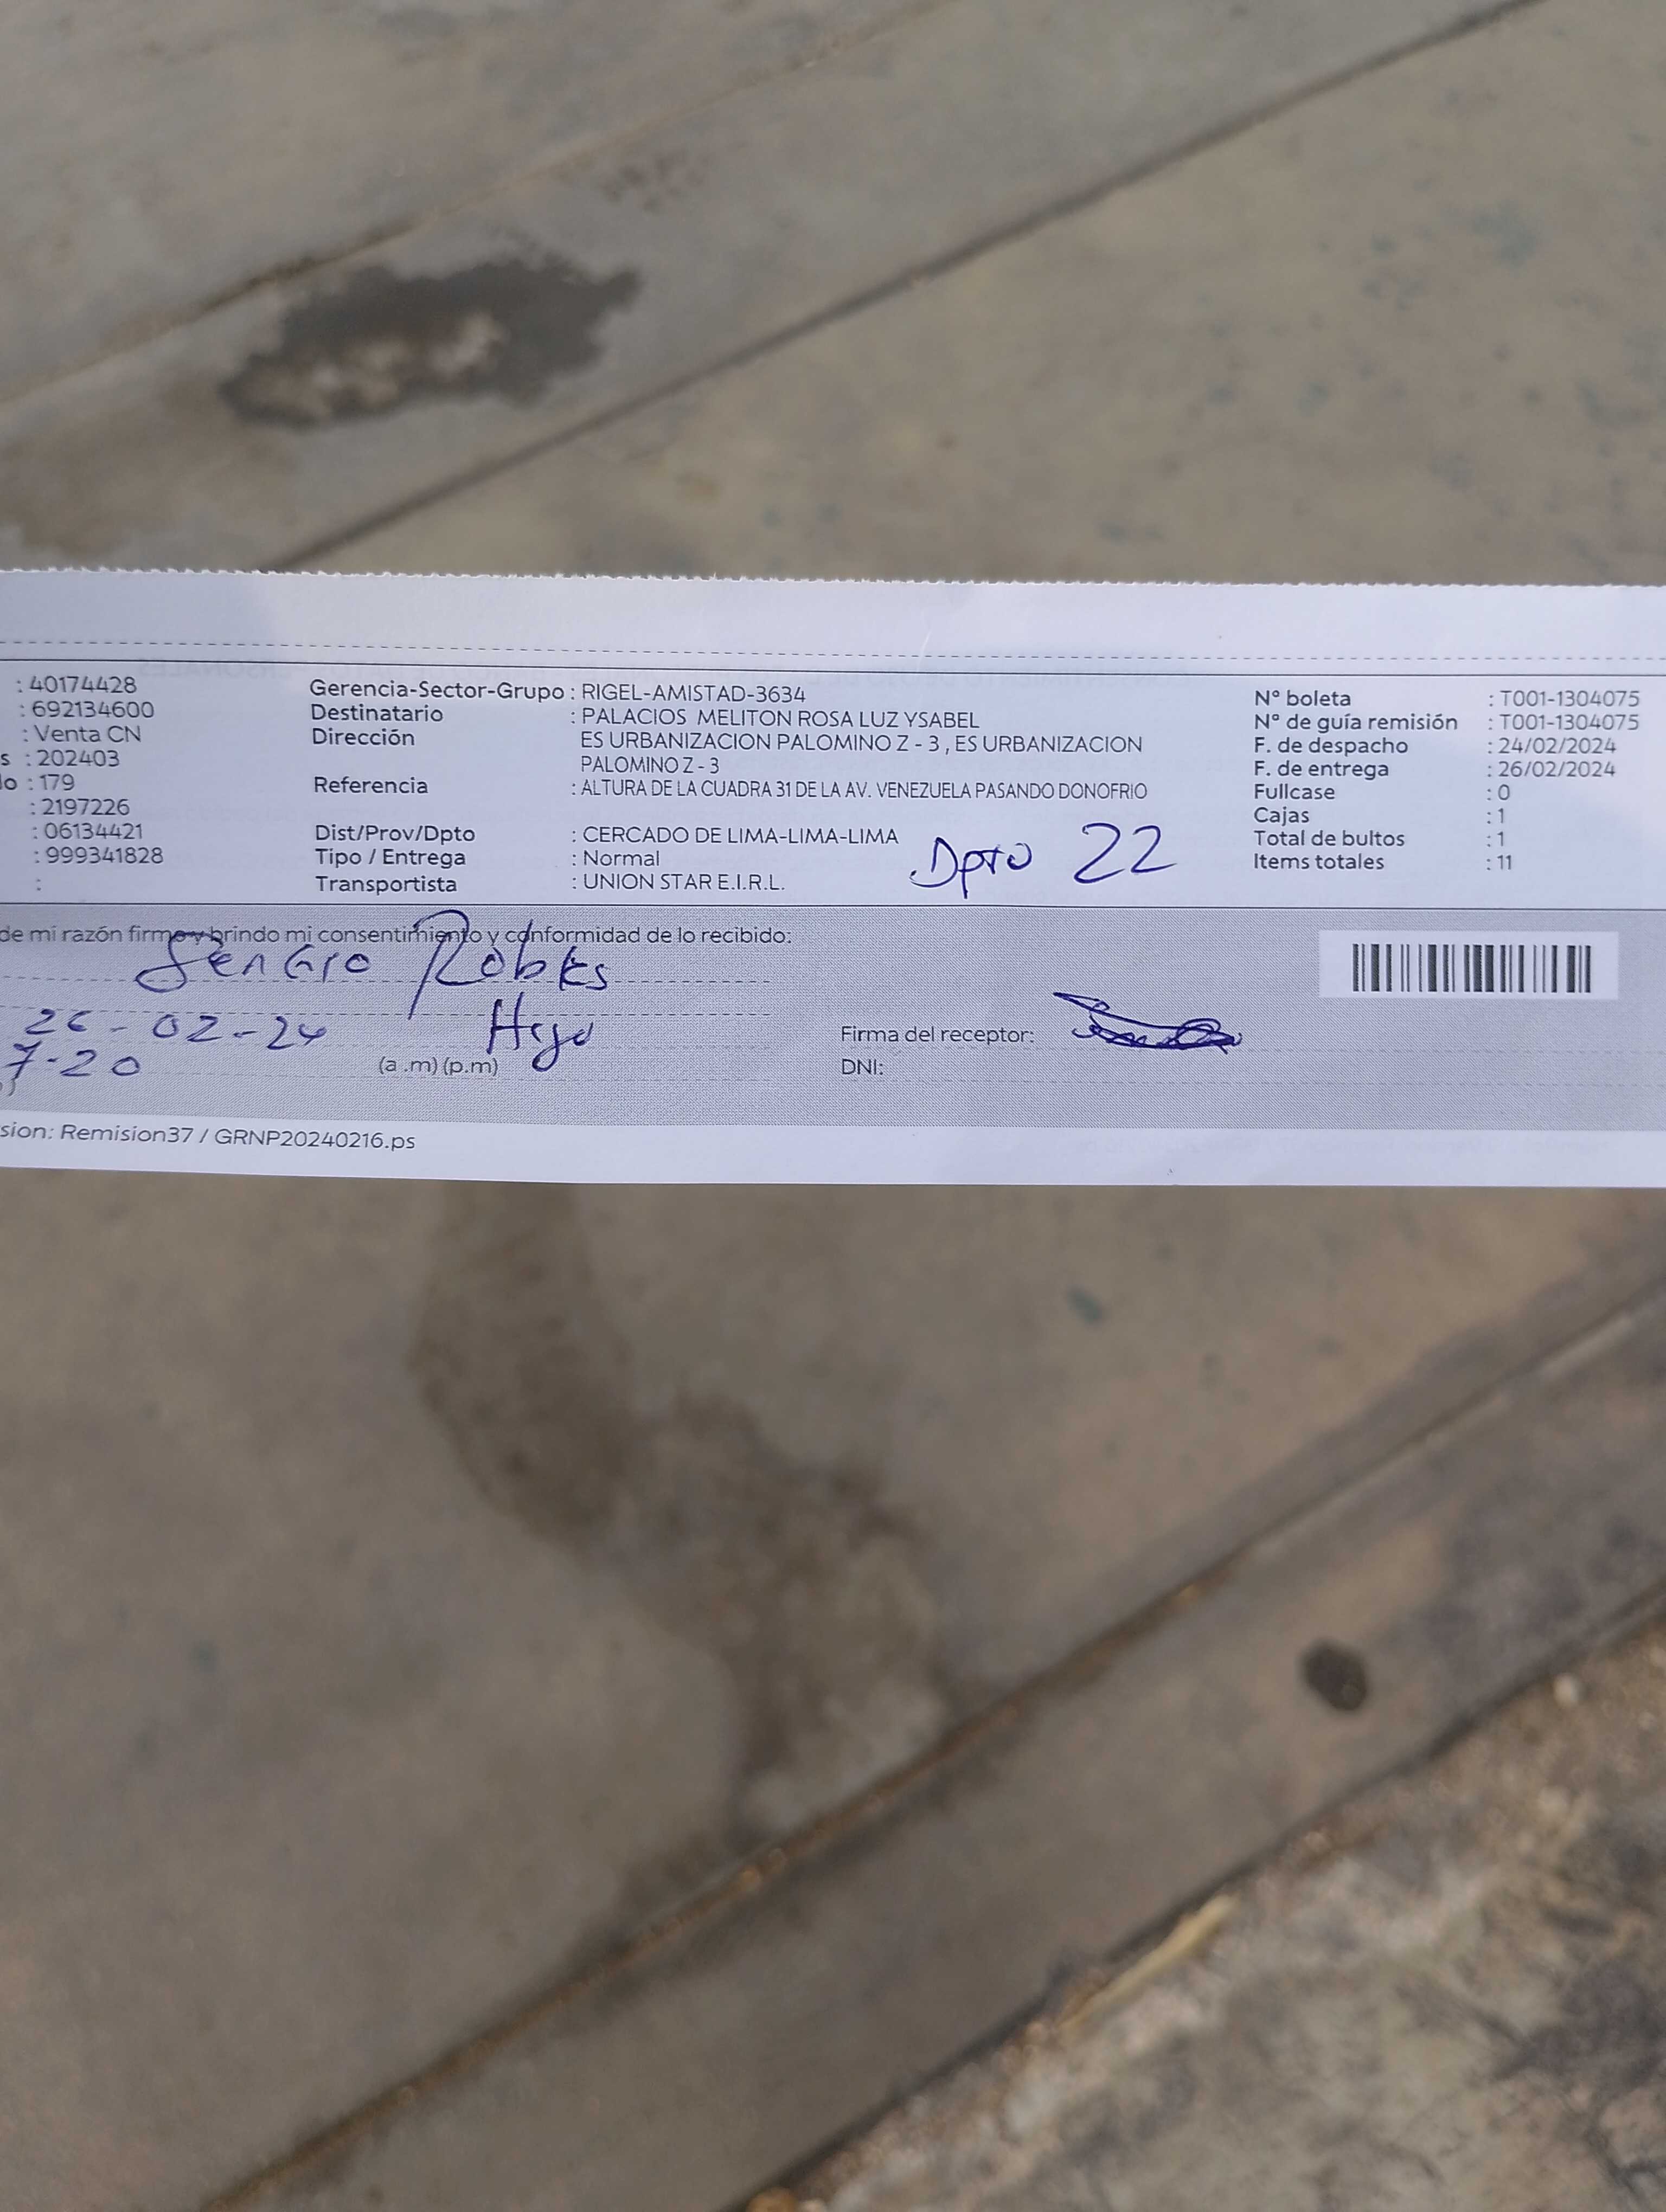 : 40174428
: 692134600
: Venta CN
s : 202403
lo : 179
: 2197226
: 06134421
: 999341828
:
Gerencia-Sector-Grupo : RIGEL-AMISTAD-3634
Destinatario : PALACIOS MELITON ROSA LUZ YSABEL
Dirección ES URBANIZACION PALOMINO Z - 3 , ES URBANIZACION
PALOMINO Z - 3
Referencia : ALTURA DE LA CUADRA 31 DE LA AV. VENEZUELA PASANDO DONOFRIO
Dist/Prov/Dpto : CERCADO DE LIMA-LIMA-LIMA
Tipo / Entrega : Normal
Transportista : UNION STAR E.I.R.L.
Dpto 22
N° boleta : T001-1304075
N° de guía remisión : T001-1304075
F. de despacho : 24/02/2024
F. de entrega : 26/02/2024
Fullcase : 0
Cajas : 1
Total de bultos : 1
Items totales : 11
de mi razón firmo y brindo mi consentimiento y conformidad de lo recibido:
Robles
26-02-24 Hijo
7-20 (a .m) (p.m)
Firma del receptor:
DNI:
sion: Remision37 / GRNP20240216.ps